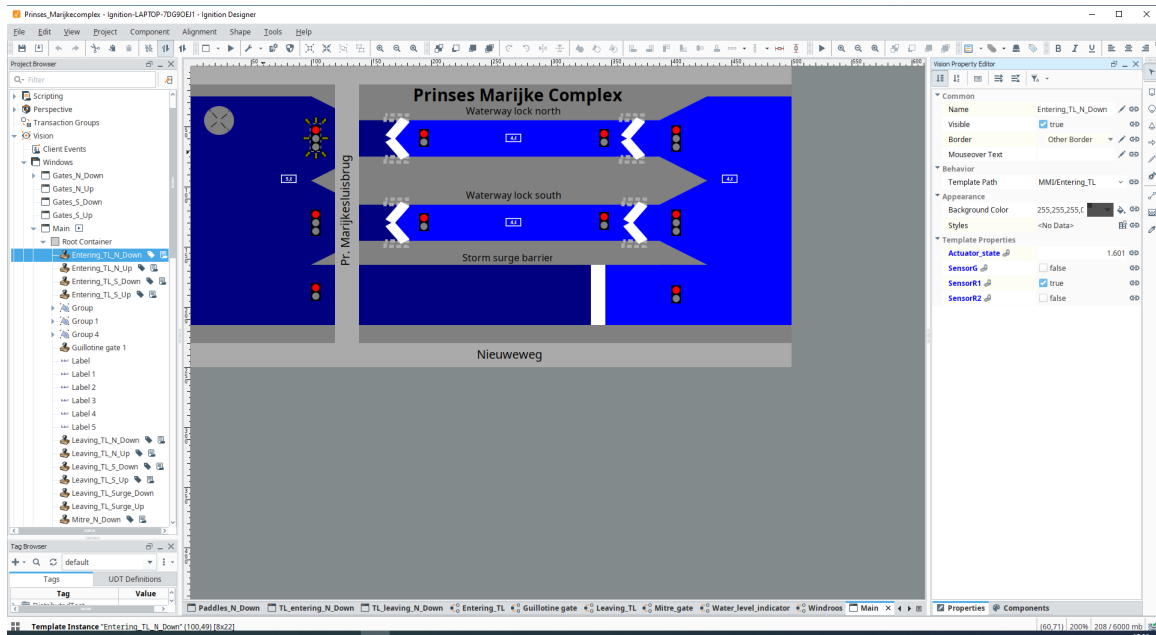 Prinses_Marijkecomplex - Ignition-LAPTOP-7DG9OEJ1 - Ignition Designer
File Edit View Project Component Alignment Shape Tools Help
Project Browser
Filter
Scripting
Perspective
Transaction Groups
Vision
Client Events
Windows
Gates_N_Down
Gates_N_Up
Gates_S_Down
Gates_S_Up
Main
Root Container
Entering_TL_N_Down
Entering_TL_N_Up
Entering_TL_S_Down
Entering_TL_S_Up
Group
Group 1
Group 4
Guillotine gate 1
Label
Label 1
Label 2
Label 3
Label 4
Label 5
Leaving_TL_N_Down
Leaving_TL_N_Up
Leaving_TL_S_Down
Leaving_TL_S_Up
Leaving_TL_Surge_Down
Leaving_TL_Surge_Up
Mitre_N_Down
Tag Browser
default
Tags UDT Definitions
Tag Value
Prinses Marijke Complex
Waterway lock north
Waterway lock south
Storm surge barrier
Pr. Marijkesluisbrug
Nieuweweg
Paddles_N_Down TL_entering_N_Down TL_leaving_N_Down Entering_TL Guillotine gate Leaving_TL Mitre_gate Water_level_indicator Windroos Main
Vision Property Editor
Common
Name Entering_TL_N_Down
Visible true
Border Other Border
Mouseover Text
Behavior
Template Path MMI/Entering_TL
Appearance
Background Color 255,255,255,0
Styles <No Data>
Template Properties
Actuator_state 1.601
SensorG false
SensorR1 true
SensorR2 false
Properties Components
Template Instance "Entering_TL_N_Down" (100,49) [8x22]
(60,71) 200% 208 / 6000 mb